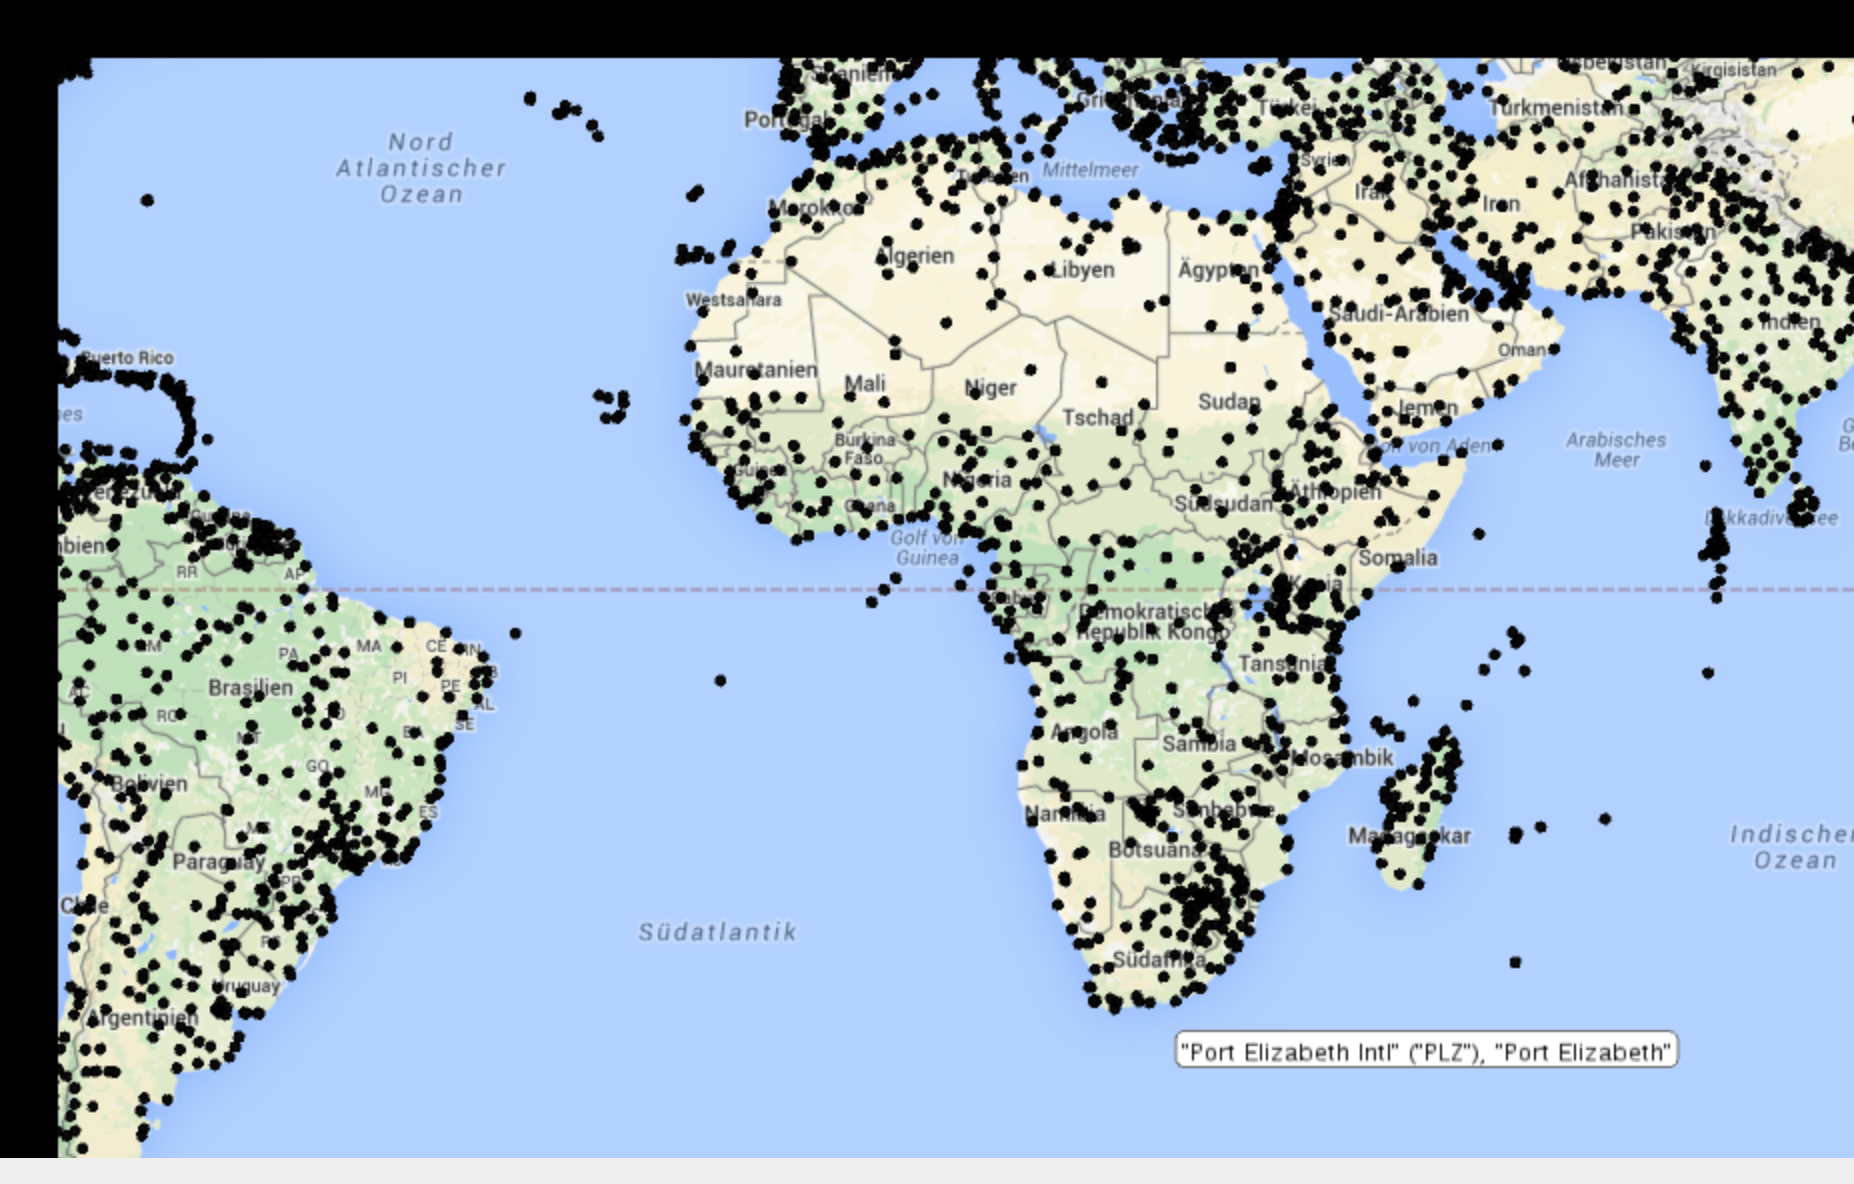 Spanien
Usbekistan
Kirgisistan
Portugal
Griechenland
Türkei
Turkmenistan
Nord
Atlantischer
Ozean
Mittelmeer
Tunesien
Syrien
Irak
Iran
Afghanistan
Marokko
Pakistan
Algerien
Libyen
Ägypten
Westsahara
Saudi-Arabien
Indien
Oman
Puerto Rico
Mauretanien
Mali
Niger
Sudan
Tschad
Jemen
Burkina
Faso
Golf von Aden
Arabisches
Meer
Guinea
Nigeria
Venezuela
Äthiopien
Südsudan
Ghana
Guyana
Lakkadivensee
Golf von
Guinea
nbien
Somalia
RR
AP
Kenia
Gabun
Demokratische
Republik Kongo
AM
PA
MA
CE
RN
PI
PE
PB
Brasilien
Tansania
AC
AL
RO
TO
SE
BA
MT
Angola
Sambia
Mosambik
GO
Bolivien
MG
ES
Namibia
Simbabwe
MS
Madagaskar
Botsuana
Paraguay
Indischer
Ozean
PR
Chile
Südatlantik
RS
Südafrika
Uruguay
Argentinien
"Port Elizabeth Intl" ("PLZ"), "Port Elizabeth"